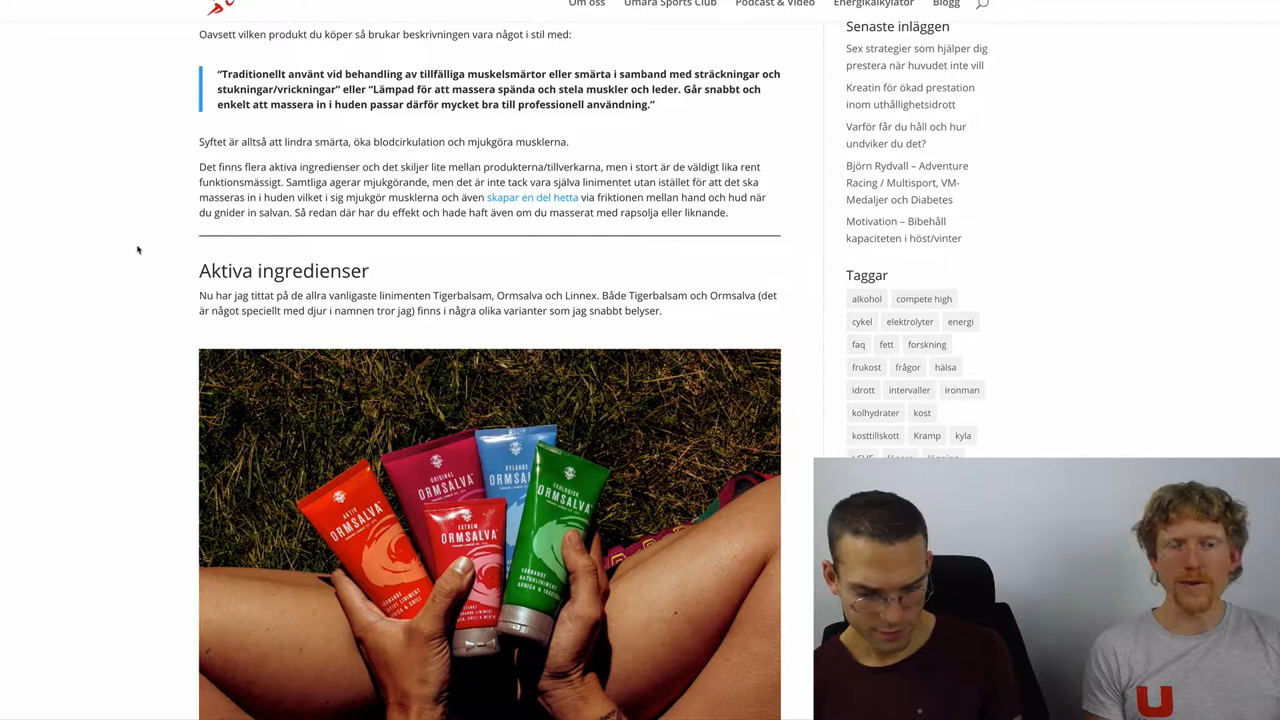 Om oss
Umara Sports Club
Podcast & Video
Energikalkylator
Blogg
Oavsett vilken produkt du köper så brukar beskrivningen vara något i stil med:
"Traditionellt använt vid behandling av tillfälliga muskelsmärtor eller smärta i samband med sträckningar och
stukningar/vrickningar" eller "Lämpad för att massera spända och stela muskler och leder. Går snabbt och
enkelt att massera in i huden passar därför mycket bra till professionell användning."
Syftet är alltså att lindra smärta, öka blodcirkulation och mjukgöra musklerna.
Det finns flera aktiva ingredienser och det skiljer lite mellan produkterna/tillverkarna, men i stort är de väldigt lika rent
funktionsmässigt. Samtliga agerar mjukgörande, men det är inte tack vara själva linimentet utan istället för att det ska
masseras in i huden vilket i sig mjukgör musklerna och även skapar en del hetta via friktionen mellan hand och hud när
du gnider in salvan. Så redan där har du effekt och hade haft även om du masserat med rapsolja eller liknande.
Aktiva ingredienser
Nu har jag tittat på de allra vanligaste linimenten Tigerbalsam, Ormsalva och Linnex. Både Tigerbalsam och Ormsalva (det
är något speciellt med djur i namnen tror jag) finns i några olika varianter som jag snabbt belyser.
AKTIV
ORMSALVA
ORIGINAL
ORMSALVA
KYLANDE
ORMSA
EXTREM
ORMSALVA
EKOLOGISK
ORMSALVA
VÅRDANDE
NATURLINIMENT
Senaste inläggen
Sex strategier som hjälper dig
prestera när huvudet inte vill
Kreatin för ökad prestation
inom uthållighetsidrott
Varför får du håll och hur
undviker du det?
Björn Rydvall – Adventure
Racing / Multisport, VM-
Medaljer och Diabetes
Motivation – Bibehåll
kapaciteten i höst/vinter
Taggar
alkohol
compete high
cykel
elektrolyter
energi
faq
fett
forskning
frukost
frågor
hälsa
idrott
intervaller
ironman
kolhydrater
kost
kosttillskott
Kramp
kyla
U